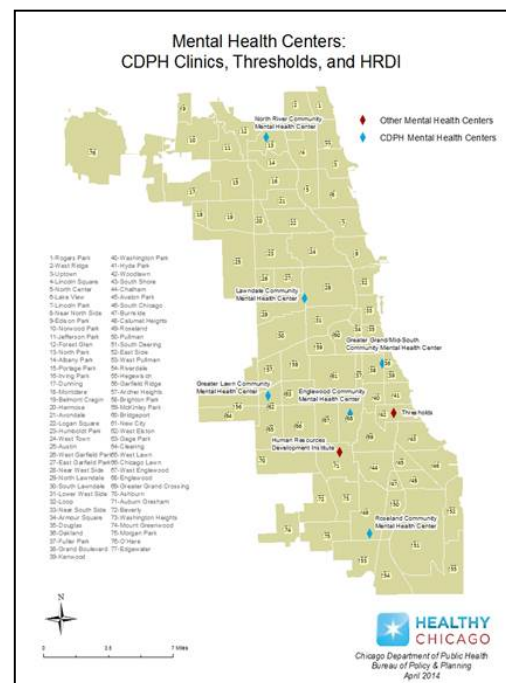 Mental Health Centers:
CDPH Clinics, Thresholds, and HRDI
North River Community
Mental Health Center
Other Mental Health Centers
CDPH Mental Health Centers
Lawndale Community
Mental Health Center
Greater Grand/Mid-South
Community Mental Health Center
Greater Lawn Community
Mental Health Center
Englewood Community
Mental Health Center
Thresholds
Human Resources
Development Institute
Roseland Community
Mental Health Center
1-Rogers Park
2-West Ridge
3-Uptown
4-Lincoln Square
5-North Center
6-Lake View
7-Lincoln Park
8-Near North Side
9-Edison Park
10-Norwood Park
11-Jefferson Park
12-Forest Glen
13-North Park
14-Albany Park
15-Portage Park
16-Irving Park
17-Dunning
18-Montclare
19-Belmont Cragin
20-Hermosa
21-Avondale
22-Logan Square
23-Humboldt Park
24-West Town
25-Austin
26-West Garfield Park
27-East Garfield Park
28-Near West Side
29-North Lawndale
30-South Lawndale
31-Lower West Side
32-Loop
33-Near South Side
34-Armour Square
35-Douglas
36-Oakland
37-Fuller Park
38-Grand Boulevard
39-Kenwood
40-Washington Park
41-Hyde Park
42-Woodlawn
43-South Shore
44-Chatham
45-Avalon Park
46-South Chicago
47-Burnside
48-Calumet Heights
49-Roseland
50-Pullman
51-South Deering
52-East Side
53-West Pullman
54-Riverdale
55-Hegewisch
56-Garfield Ridge
57-Archer Heights
58-Brighton Park
59-McKinley Park
60-Bridgeport
61-New City
62-West Elsdon
63-Gage Park
64-Clearing
65-West Lawn
66-Chicago Lawn
67-West Englewood
68-Englewood
69-Greater Grand Crossing
70-Ashburn
71-Auburn Gresham
72-Beverly
73-Washington Heights
74-Mount Greenwood
75-Morgan Park
76-O'Hare
77-Edgewater
N
0 3.5 7 Miles
HEALTHY
CHICAGO
Chicago Department of Public Health
Bureau of Policy & Planning
April 2014